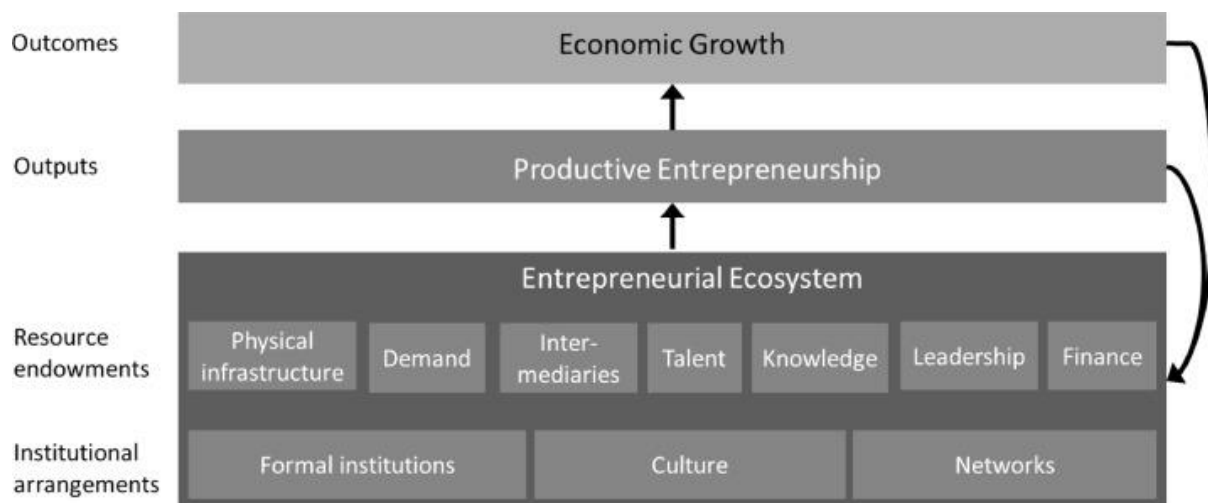 Outcomes
Economic Growth
Outputs
Productive Entrepreneurship
Entrepreneurial Ecosystem
Resource
endowments
Physical
infrastructure
Demand
Inter-
mediaries
Talent
Knowledge
Leadership
Finance
Institutional
arrangements
Formal institutions
Culture
Networks